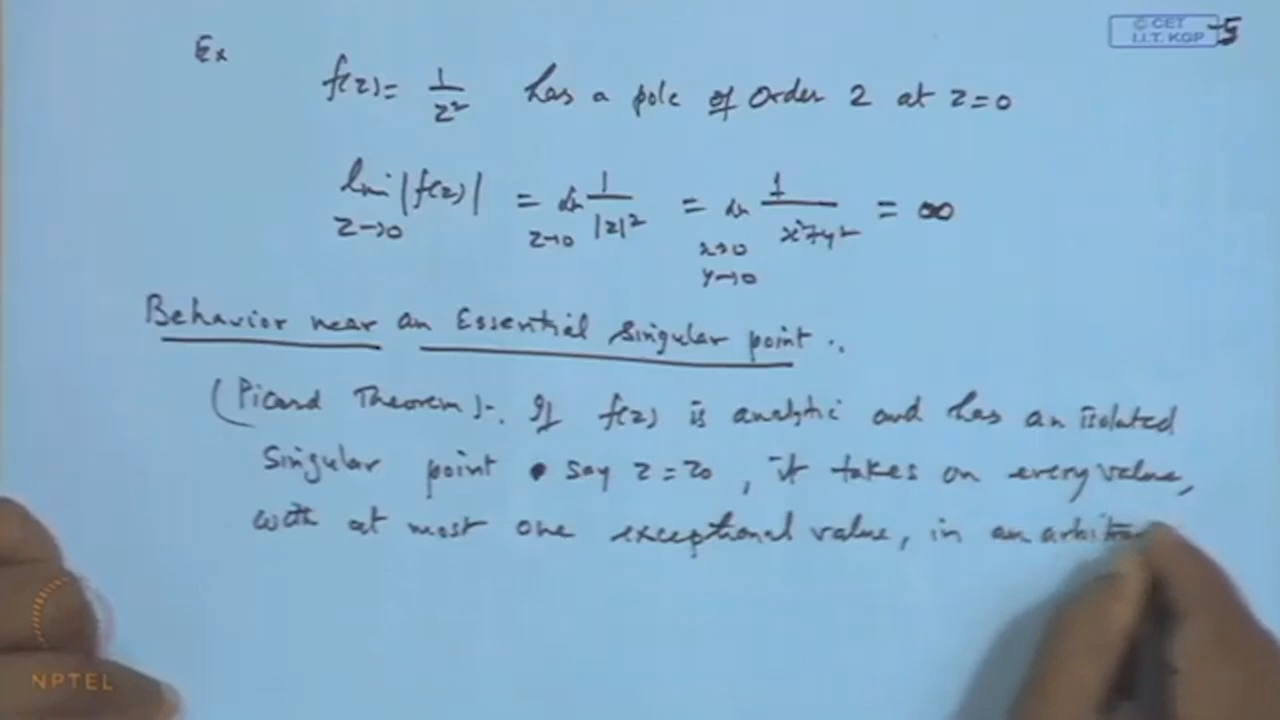 © CET
I.I.T. KGP
Ex
f(z) = 1/z² has a pole of order 2 at z=0
lim z→0 |f(z)| = lim z→0 1/|z|² = lim x→0 y→0 1/x²+y² = ∞
Behavior near an Essential Singular point :.
(Picard Theorem):. If f(z) is analytic and has an isolated
Singular point say z=z0, it takes on every value,
with at most one exceptional value, in an arbitra
NPTEL